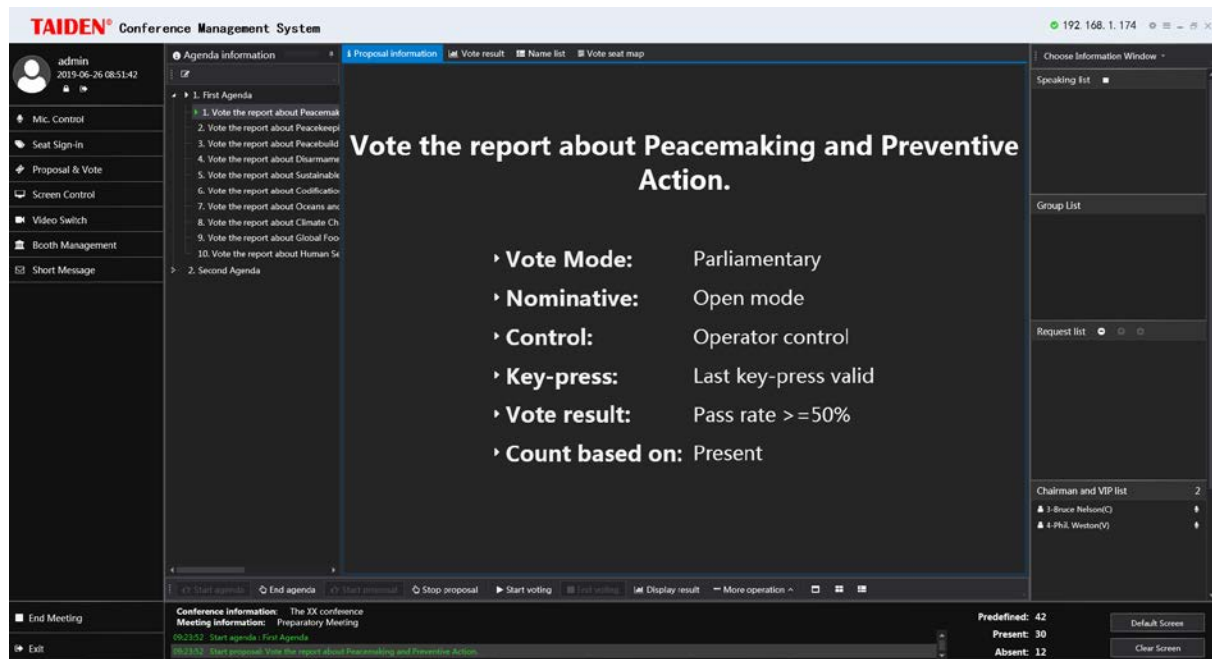 TAIDEN® Conference Management System
192.168.1.174
admin
2019-06-26 08:51:42
Mic. Control
Seat Sign-in
Proposal & Vote
Screen Control
Video Switch
Booth Management
Short Message
End Meeting
Exit
Agenda information
1. First Agenda
1. Vote the report about Peacemak
2. Vote the report about Peacekeepi
3. Vote the report about Peacebuild
4. Vote the report about Disarmame
5. Vote the report about Sustainable
6. Vote the report about Codification
7. Vote the report about Oceans and
8. Vote the report about Climate Ch
9. Vote the report about Global Foo
10. Vote the report about Human Se
2. Second Agenda
Proposal information Vote result Name list Vote seat map
Vote the report about Peacemaking and Preventive
Action.
Vote Mode: Parliamentary
Nominative: Open mode
Control: Operator control
Key-press: Last key-press valid
Vote result: Pass rate >=50%
Count based on: Present
Start agenda End agenda Start proposal Stop proposal Start voting End voting Display result More operation
Choose Information Window
Speaking list
Group List
Request list
Chairman and VIP list 2
3-Bruce Nelson(C)
4-Phil. Weston(V)
Conference information: The XX conference
Meeting information: Preparatory Meeting
09:23:52 Start agenda : First Agenda
09:23:52 Start proposal: Vote the report about Peacemaking and Preventive Action.
Predefined: 42
Present: 30
Absent: 12
Default Screen
Clear Screen